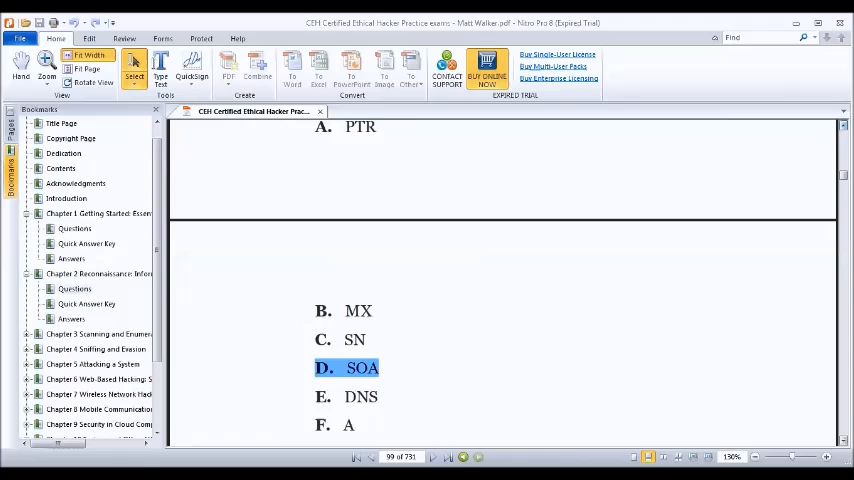 CEH Certified Ethical Hacker Practice exams - Matt Walker.pdf - Nitro Pro 8 (Expired Trial)
File Home Edit Review Forms Protect Help Find
Hand Zoom Fit Width Fit Page Rotate View View
Select Type Text QuickSign Tools
PDF Combine Create
To Word To Excel To PowerPoint To Image To Other Convert
CONTACT SUPPORT BUY ONLINE NOW Buy Single-User License Buy Multi-User Packs Buy Enterprise Licensing EXPIRED TRIAL
Pages
Bookmarks
Bookmarks
Title Page
Copyright Page
Dedication
Contents
Acknowledgments
Introduction
Chapter 1 Getting Started: Essen
Questions
Quick Answer Key
Answers
Chapter 2 Reconnaissance: Infor
Questions
Quick Answer Key
Answers
Chapter 3 Scanning and Enumera
Chapter 4 Sniffing and Evasion
Chapter 5 Attacking a System
Chapter 6 Web-Based Hacking: S
Chapter 7 Wireless Network Hack
Chapter 8 Mobile Communication
Chapter 9 Security in Cloud Comp
CEH Certified Ethical Hacker Prac...
A. PTR
B. MX
C. SN
D. SOA
E. DNS
F. A
99 of 731
130%